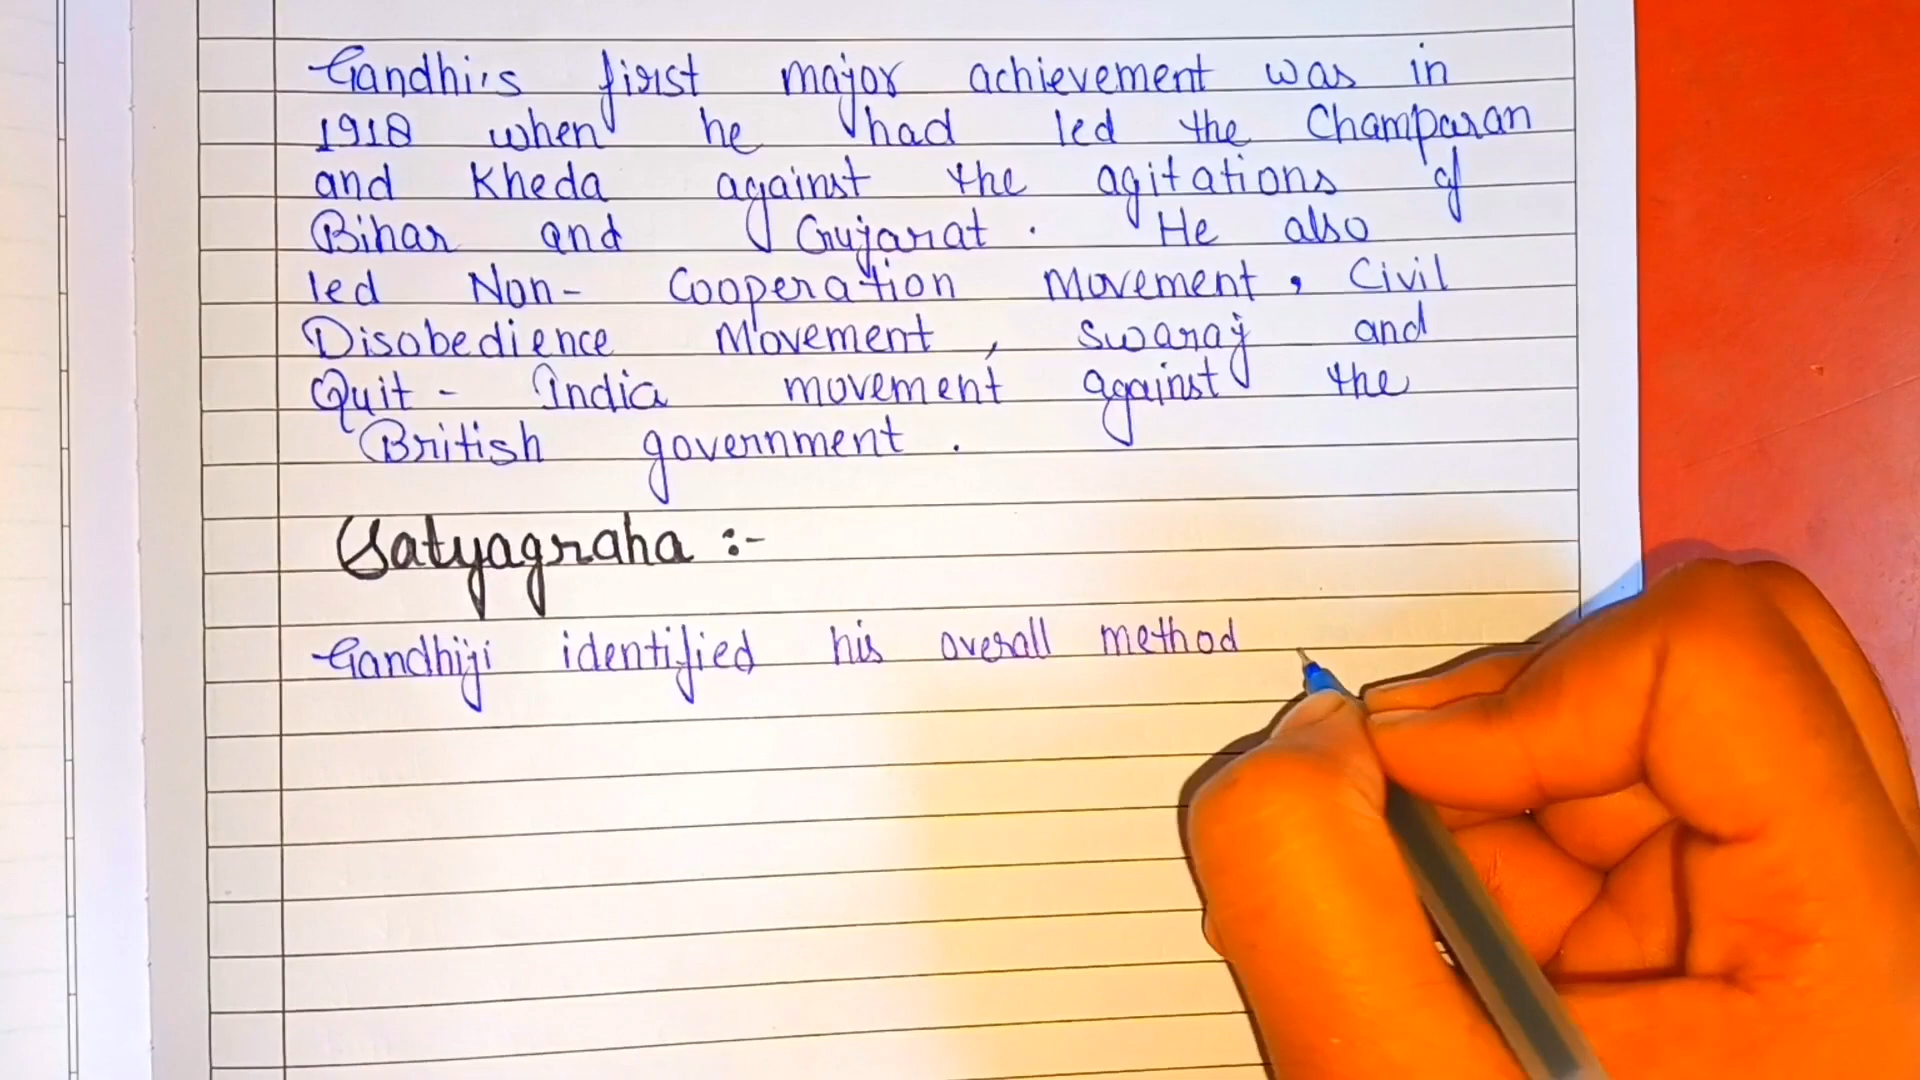 Gandhi's first major achievement was in
1918 when he had led the Champaran
and Kheda against the agitations of
Bihar and Gujarat. He also
led Non- Cooperation Movement, Civil
Disobedience Movement, Swaraj and
Quit- India movement against the
British government.
Satyagraha :-
Gandhiji identified his overall method